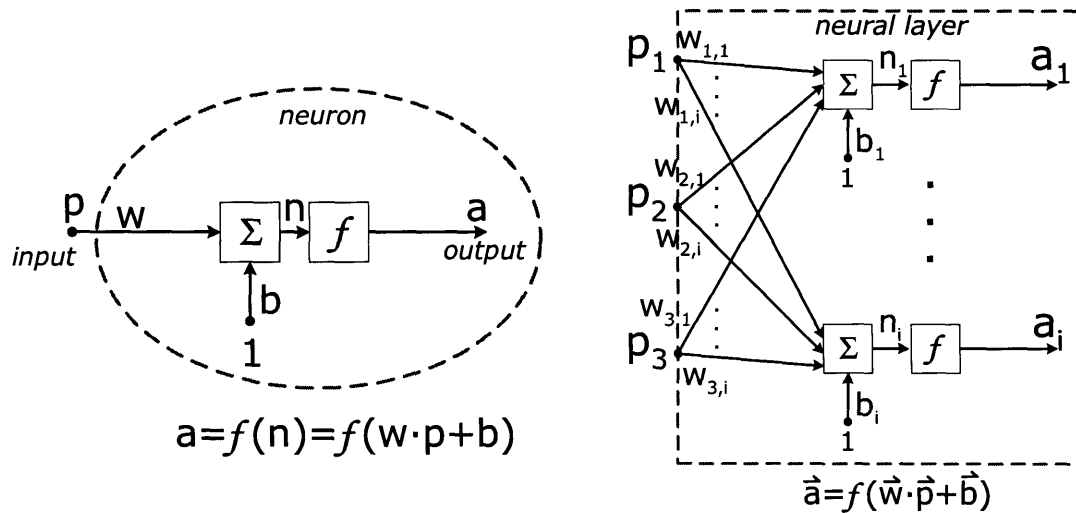 neuron
p
w
Σ
n
f
a
input
output
b
1
a=f(n)=f(w·p+b)
neural layer
p₁
w₁,₁
w₁,ᵢ
Σ
n₁
f
a₁
b₁
1
p₂
w₂,₁
w₂,ᵢ
p₃
w₃,₁
w₃,ᵢ
Σ
nᵢ
f
aᵢ
bᵢ
1
a⃗=f(w⃗·p⃗+b⃗)